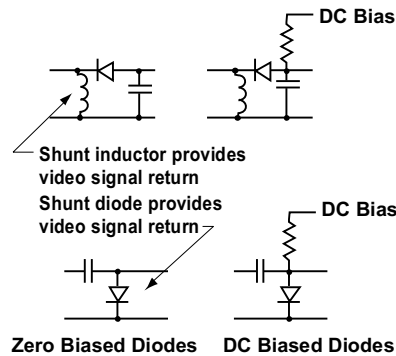 DC Bias
Shunt inductor provides
video signal return
Shunt diode provides
video signal return
DC Bias
Zero Biased Diodes
DC Biased Diodes